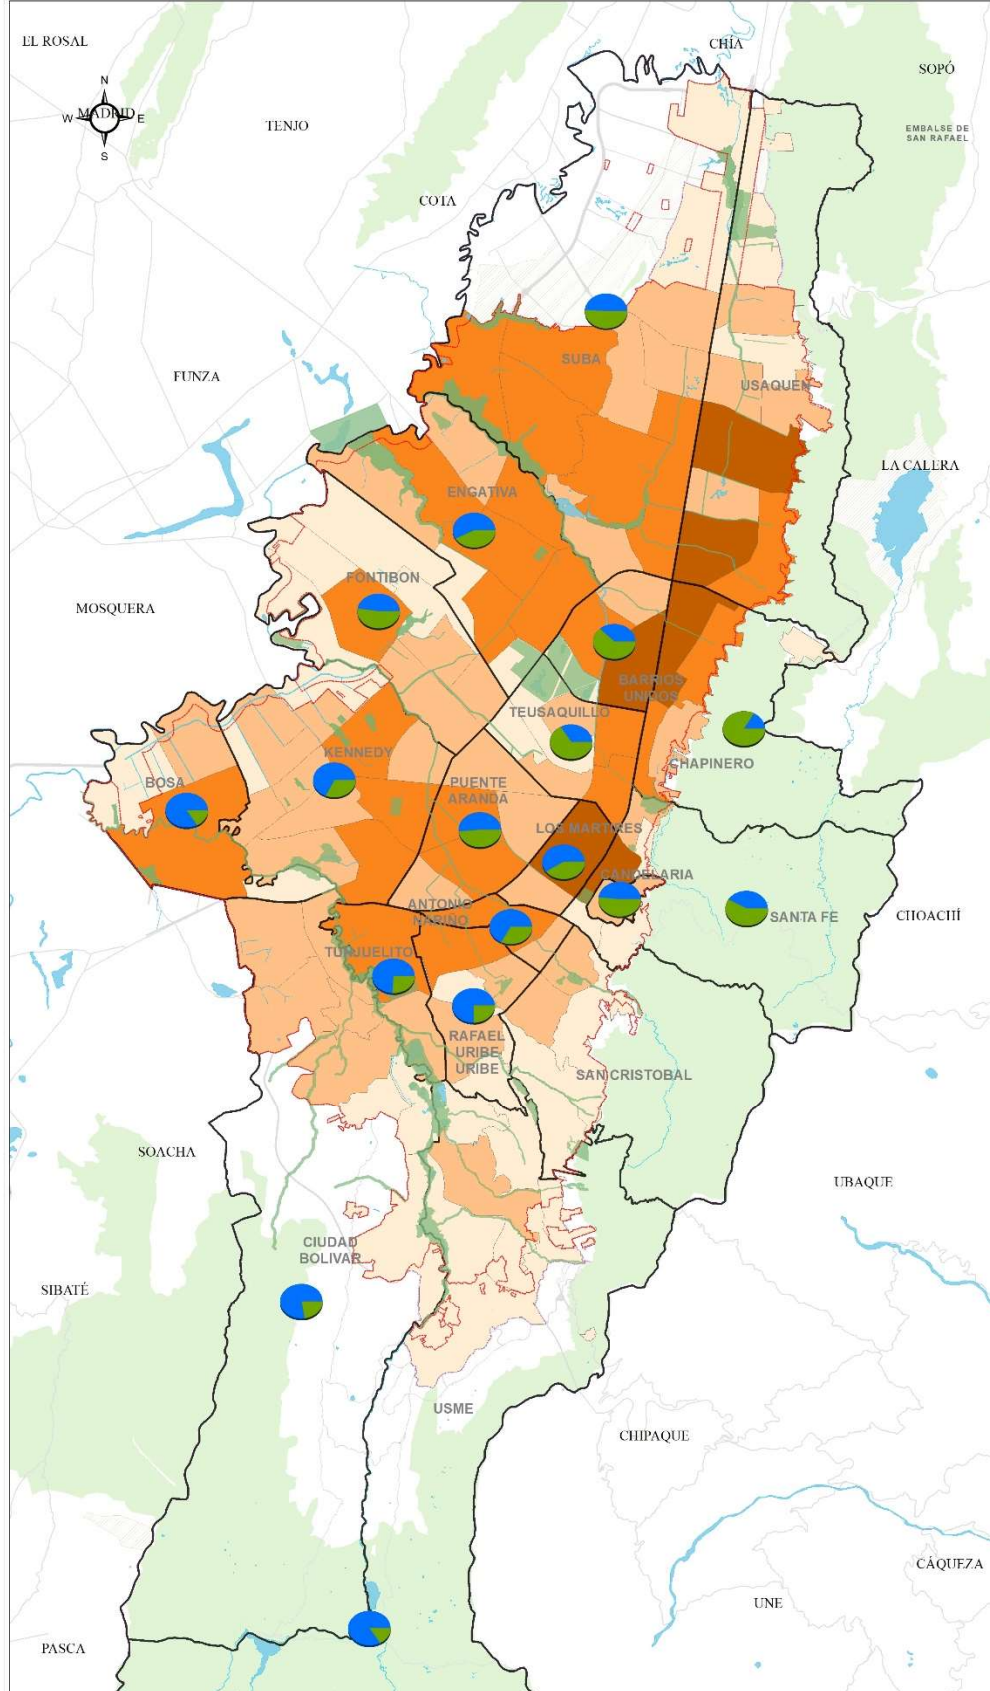 EL ROSAL
CHÍA
SOPÓ
N
W
MADRID
E
S
TENJO
EMBALSE DE
SAN RAFAEL
COTA
SUBA
FUNZA
USAQUEN
LA CALERA
ENGATIVA
FONTIBON
MOSQUERA
BARRIOS
UNIDOS
TEUSAQUILLO
KENNEDY
CHAPINERO
BOSA
PUENTE
ARANDA
LOS MARTIRES
CANDELARIA
ANTONIO
NARIÑO
SANTA FE
CHOACHÍ
TUNJUELITO
RAFAEL
URIBE
URIBE
SAN CRISTOBAL
SOACHA
UBAQUE
CIUDAD
BOLIVAR
SIBATÉ
USME
CHIPAQUE
CÁQUEZA
UNE
PASCA